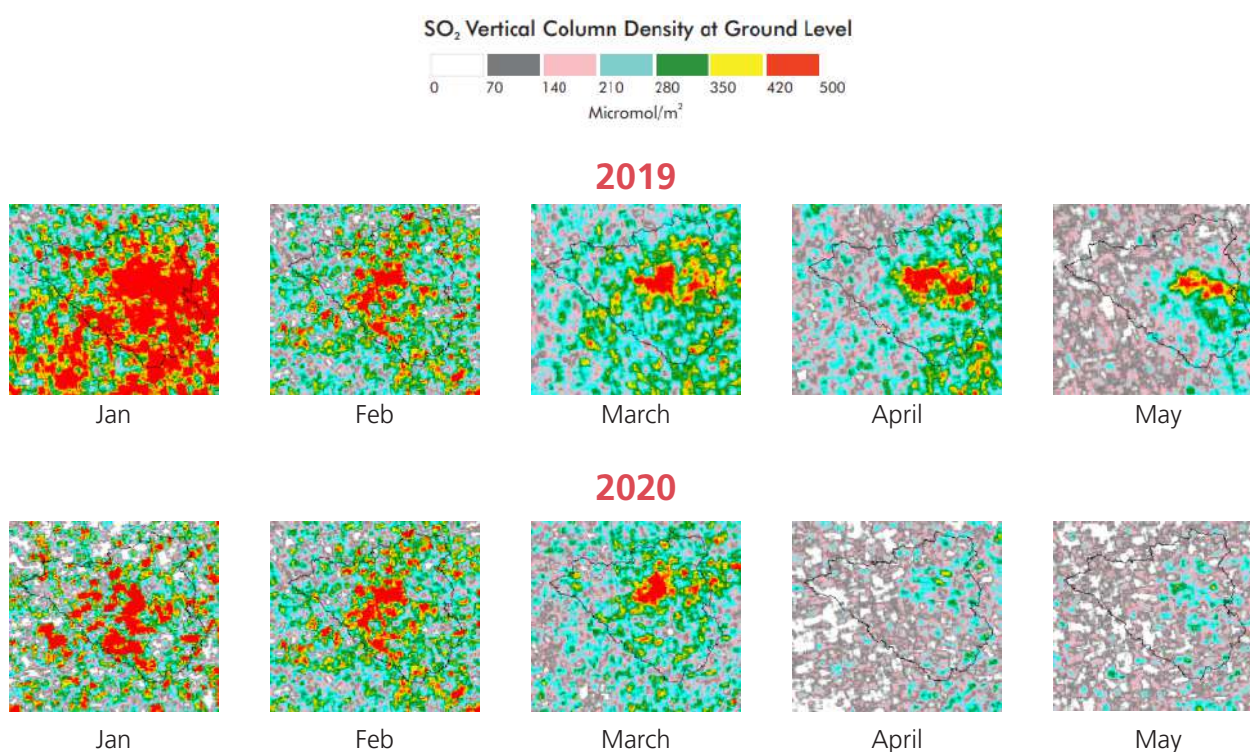 SO₂ Vertical Column Density at Ground Level
0 70 140 210 280 350 420 500
Micromol/m²
2019
Jan Feb March April May
2020
Jan Feb March April May